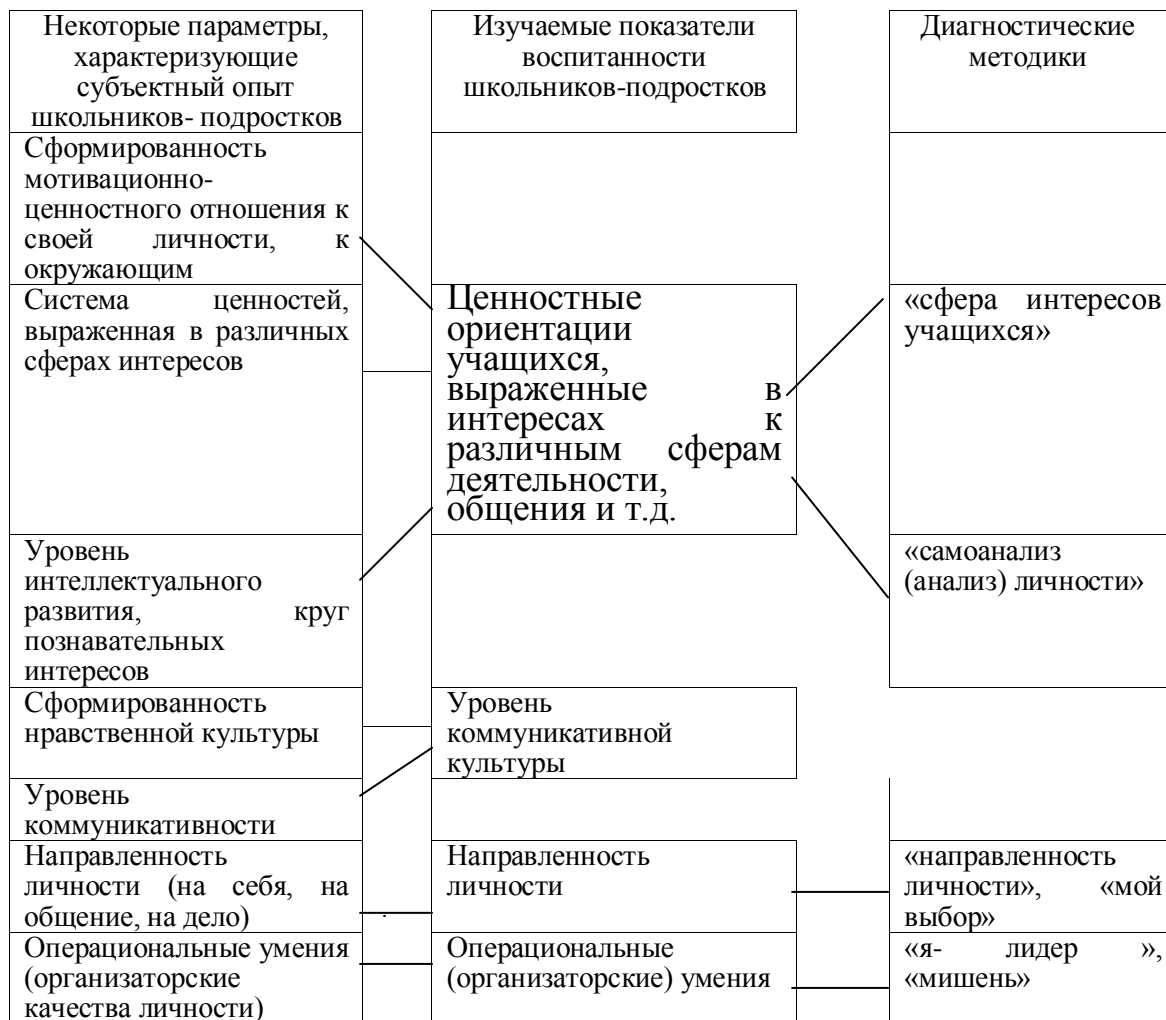 Некоторые параметры,
характеризующие
субъектный опыт
школьников- подростков
Изучаемые показатели
воспитанности
школьников-подростков
Диагностические
методики
Сформированность
мотивационно-
ценностного отношения к
своей личности, к
окружающим
Система ценностей,
выраженная в различных
сферах интересов
Ценностные
ориентации
учащихся,
выраженные в
интересах к
различным сферам
деятельности,
общения и т.д.
«сфера интересов
учащихся»
Уровень
интеллектуального
развития, круг
познавательных
интересов
«самоанализ
(анализ) личности»
Сформированность
нравственной культуры
Уровень
коммуникативной
культуры
Уровень
коммуникативности
Направленность
личности (на себя, на
общение, на дело)
Направленность
личности
«направленность
личности», «мой
выбор»
Операциональные умения
(организаторские
качества личности)
Операциональные
(организаторские) умения
«я- лидер »,
«мишень»